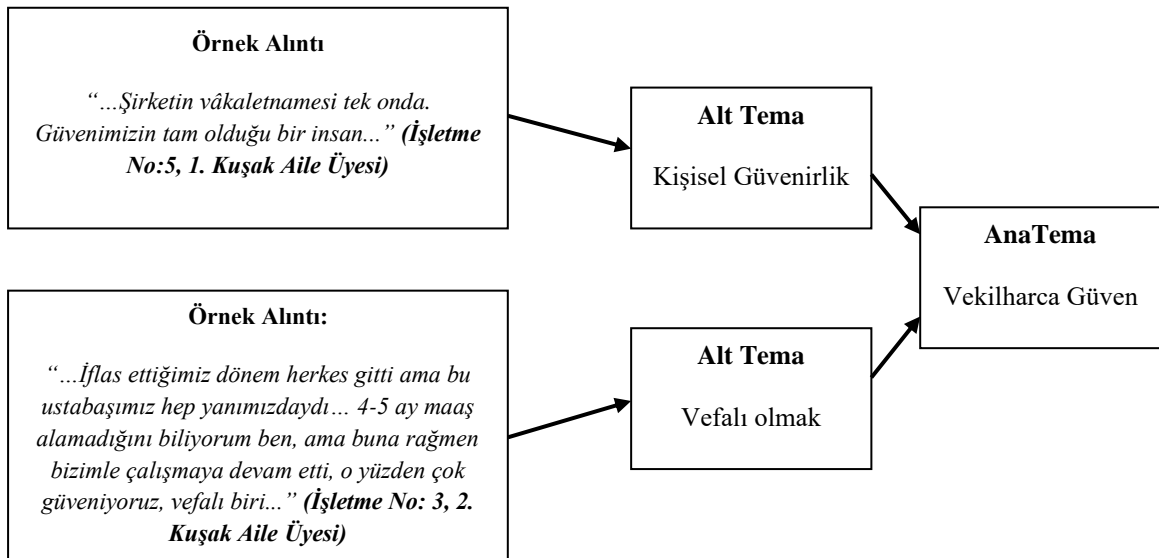 Örnek Alıntı
“…Şirketin vâkaletnamesi tek onda.
Güvenimizin tam olduğu bir insan...” (İşletme
No:5, 1. Kuşak Aile Üyesi)
Alt Tema
Kişisel Güvenirlik
AnaTema
Vekilharca Güven
Örnek Alıntı:
“…İflas ettiğimiz dönem herkes gitti ama bu
ustabaşımız hep yanımızdaydı… 4-5 ay maaş
alamadığını biliyorum ben, ama buna rağmen
bizimle çalışmaya devam etti, o yüzden çok
güveniyoruz, vefalı biri...” (İşletme No: 3, 2.
Kuşak Aile Üyesi)
Alt Tema
Vefalı olmak